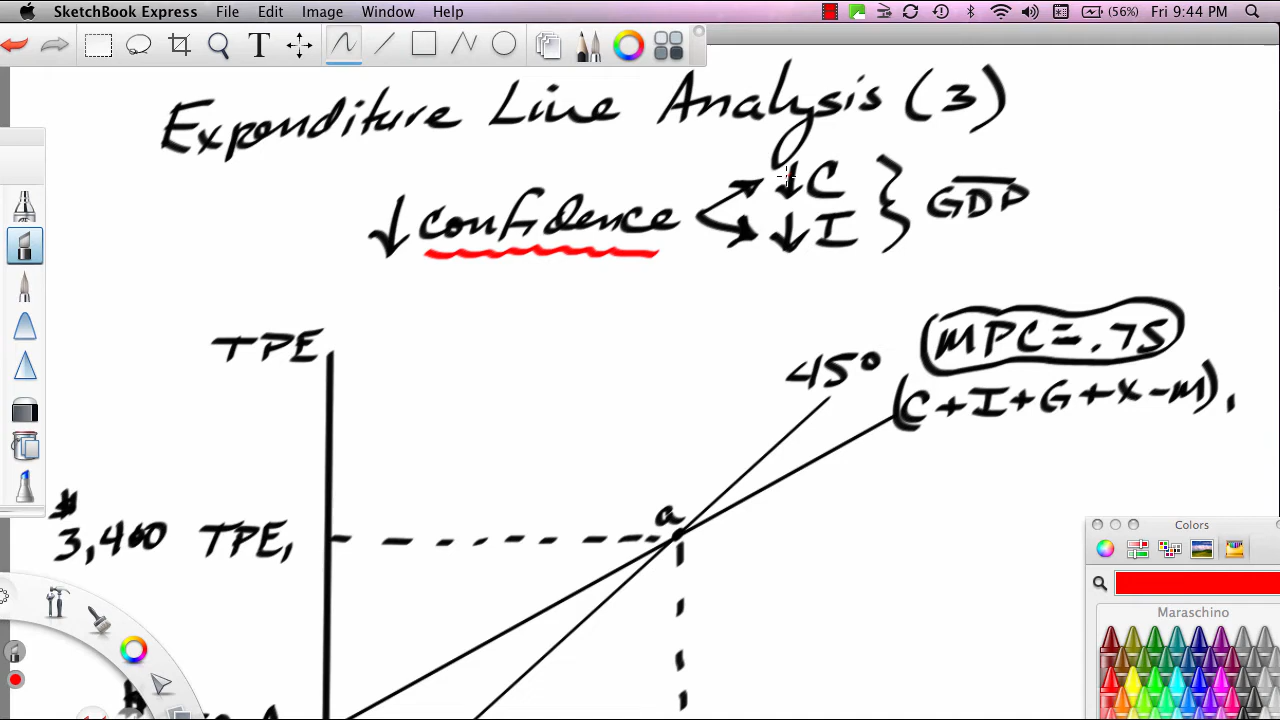 SketchBook Express File Edit Image Window Help (56%) Fri 9:44 PM
T
Expenditure Line Analysis (3)
↓ confidence ↓ C } GDP
↓ I
TPE
45°
MPC = .75
(C + I + G + X - M)1
a
$3,400 TPE1
Colors
Maraschino